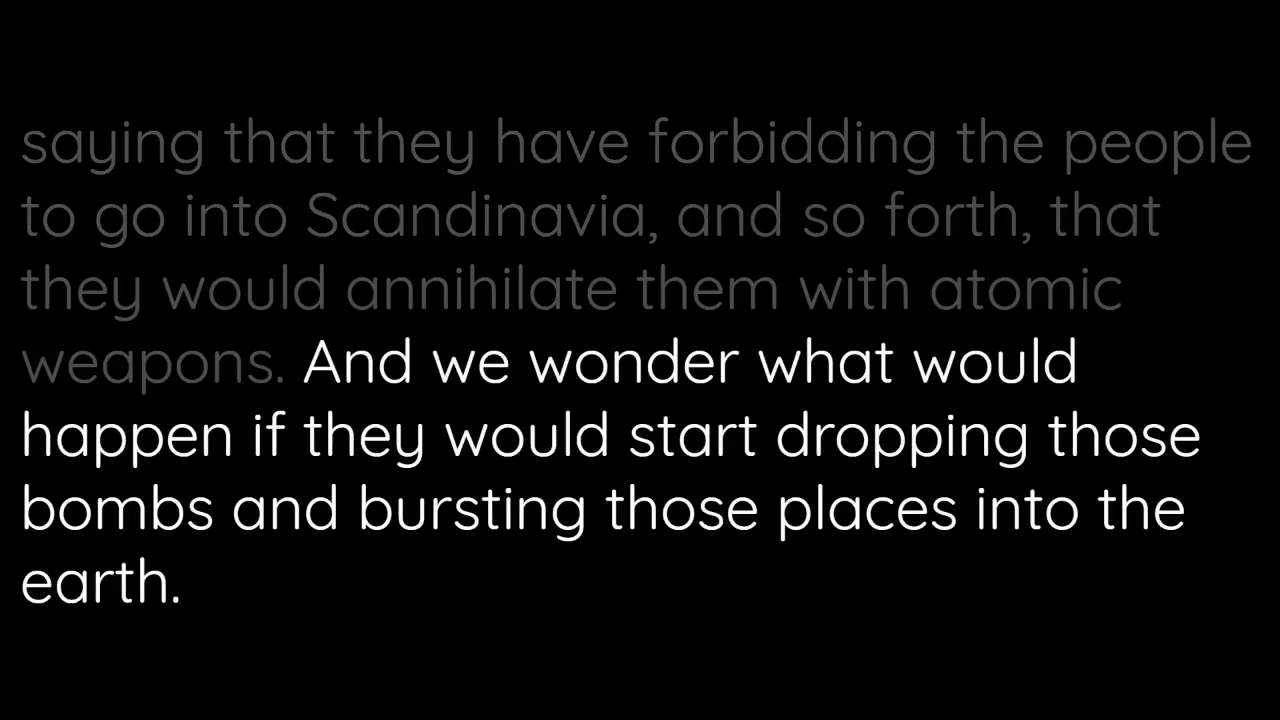 saying that they have forbidding the people
to go into Scandinavia, and so forth, that
they would annihilate them with atomic
weapons. And we wonder what would
happen if they would start dropping those
bombs and bursting those places into the
earth.